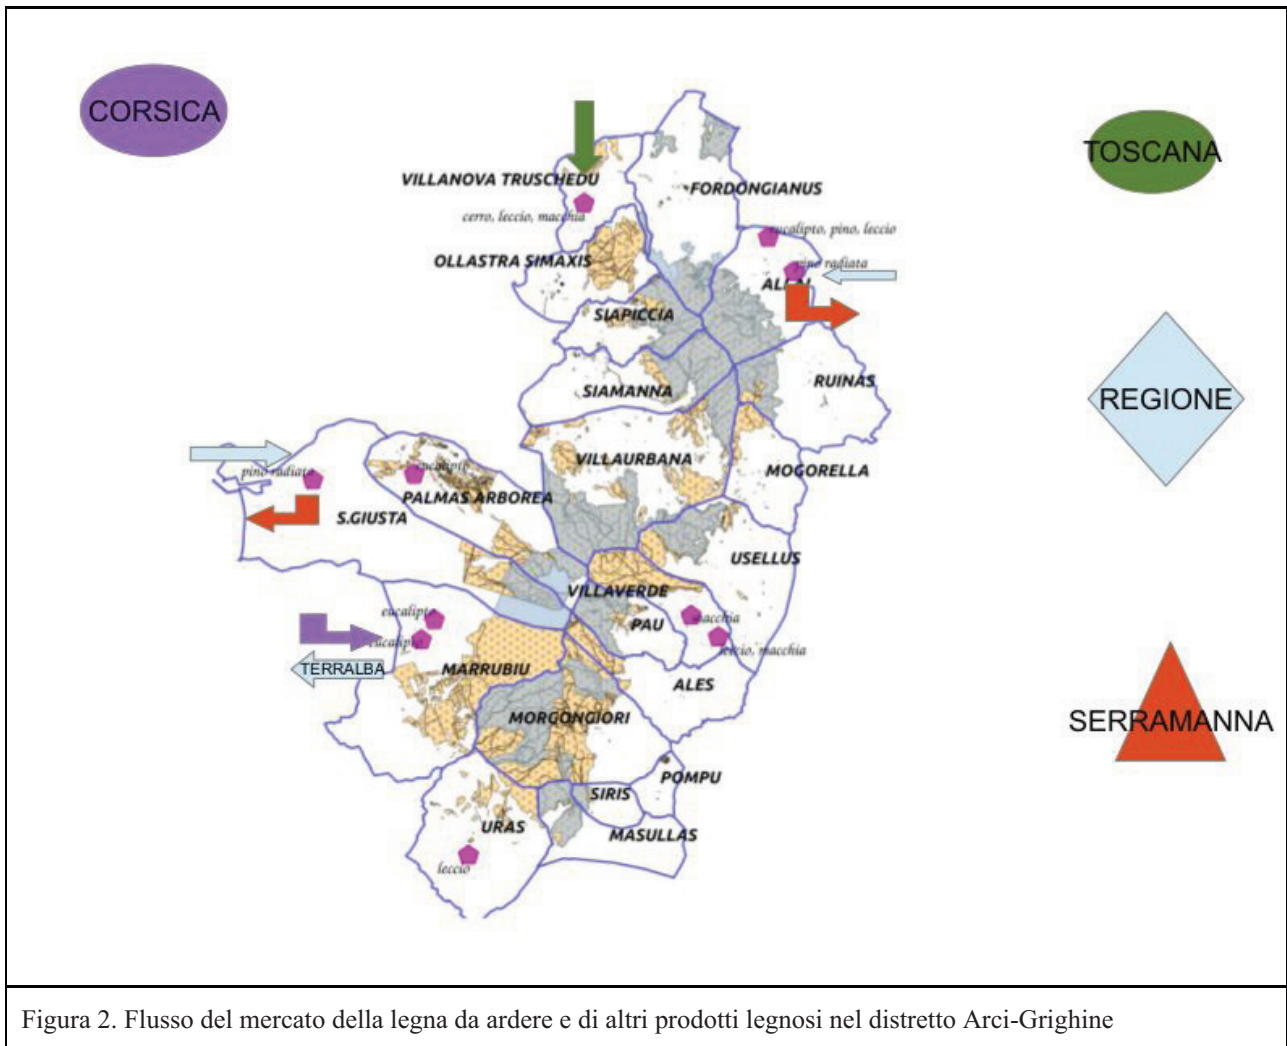 CORSICA
TOSCANA
VILLANOVA TRUSCHEDU
FORDONGIANUS
cerro, leccio, macchia
eucalipto, pino, leccio
OLLASTRA SIMAXIS
pino radiata
ALLAI
SIAPICCIA
RUINAS
SIAMANNA
REGIONE
VILLAURBANA
MOGORELLA
pino radiata
eucalipto
PALMAS ARBOREA
S.GIUSTA
USELLUS
VILLAVERDE
eucalipto
macchia
PAU
eucalipto
leccio, macchia
TERRALBA
MARRUBIU
ALES
MORGONGIORI
SERRAMANNA
POMPU
SIRIS
URAS
MASULLAS
leccio
Figura 2. Flusso del mercato della legna da ardere e di altri prodotti legnosi nel distretto Arci-Grighine